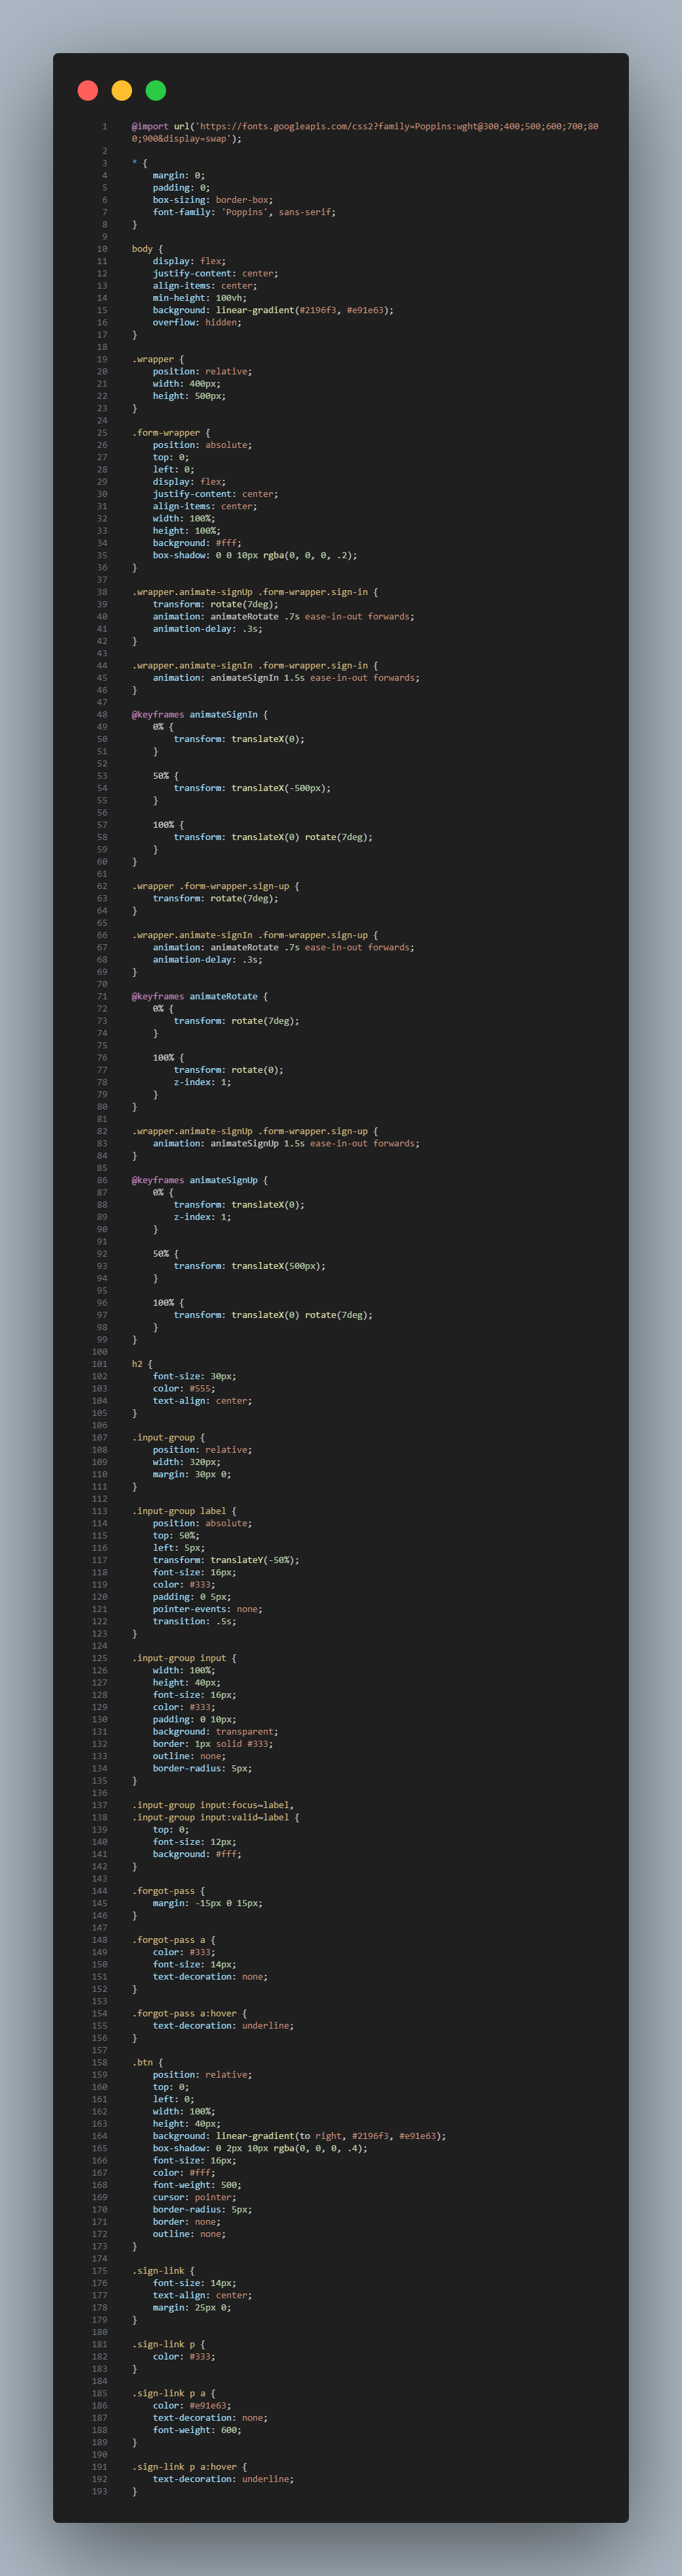 1 @import url('https://fonts.googleapis.com/css2?family=Poppins:wght@300;400;500;600;700;80
0;900&display=swap');
2
3 * {
4 margin: 0;
5 padding: 0;
6 box-sizing: border-box;
7 font-family: 'Poppins', sans-serif;
8 }
9
10 body {
11 display: flex;
12 justify-content: center;
13 align-items: center;
14 min-height: 100vh;
15 background: linear-gradient(#2196f3, #e91e63);
16 overflow: hidden;
17 }
18
19 .wrapper {
20 position: relative;
21 width: 400px;
22 height: 500px;
23 }
24
25 .form-wrapper {
26 position: absolute;
27 top: 0;
28 left: 0;
29 display: flex;
30 justify-content: center;
31 align-items: center;
32 width: 100%;
33 height: 100%;
34 background: #fff;
35 box-shadow: 0 0 10px rgba(0, 0, 0, .2);
36 }
37
38 .wrapper.animate-signUp .form-wrapper.sign-in {
39 transform: rotate(7deg);
40 animation: animateRotate .7s ease-in-out forwards;
41 animation-delay: .3s;
42 }
43
44 .wrapper.animate-signIn .form-wrapper.sign-in {
45 animation: animateSignIn 1.5s ease-in-out forwards;
46 }
47
48 @keyframes animateSignIn {
49 0% {
50 transform: translateX(0);
51 }
52
53 50% {
54 transform: translateX(-500px);
55 }
56
57 100% {
58 transform: translateX(0) rotate(7deg);
59 }
60 }
61
62 .wrapper .form-wrapper.sign-up {
63 transform: rotate(7deg);
64 }
65
66 .wrapper.animate-signIn .form-wrapper.sign-up {
67 animation: animateRotate .7s ease-in-out forwards;
68 animation-delay: .3s;
69 }
70
71 @keyframes animateRotate {
72 0% {
73 transform: rotate(7deg);
74 }
75
76 100% {
77 transform: rotate(0);
78 z-index: 1;
79 }
80 }
81
82 .wrapper.animate-signUp .form-wrapper.sign-up {
83 animation: animateSignUp 1.5s ease-in-out forwards;
84 }
85
86 @keyframes animateSignUp {
87 0% {
88 transform: translateX(0);
89 z-index: 1;
90 }
91
92 50% {
93 transform: translateX(500px);
94 }
95
96 100% {
97 transform: translateX(0) rotate(7deg);
98 }
99 }
100
101 h2 {
102 font-size: 30px;
103 color: #555;
104 text-align: center;
105 }
106
107 .input-group {
108 position: relative;
109 width: 320px;
110 margin: 30px 0;
111 }
112
113 .input-group label {
114 position: absolute;
115 top: 50%;
116 left: 5px;
117 transform: translateY(-50%);
118 font-size: 16px;
119 color: #333;
120 padding: 0 5px;
121 pointer-events: none;
122 transition: .5s;
123 }
124
125 .input-group input {
126 width: 100%;
127 height: 40px;
128 font-size: 16px;
129 color: #333;
130 padding: 0 10px;
131 background: transparent;
132 border: 1px solid #333;
133 outline: none;
134 border-radius: 5px;
135 }
136
137 .input-group input:focus~label,
138 .input-group input:valid~label {
139 top: 0;
140 font-size: 12px;
141 background: #fff;
142 }
143
144 .forgot-pass {
145 margin: -15px 0 15px;
146 }
147
148 .forgot-pass a {
149 color: #333;
150 font-size: 14px;
151 text-decoration: none;
152 }
153
154 .forgot-pass a:hover {
155 text-decoration: underline;
156 }
157
158 .btn {
159 position: relative;
160 top: 0;
161 left: 0;
162 width: 100%;
163 height: 40px;
164 background: linear-gradient(to right, #2196f3, #e91e63);
165 box-shadow: 0 2px 10px rgba(0, 0, 0, .4);
166 font-size: 16px;
167 color: #fff;
168 font-weight: 500;
169 cursor: pointer;
170 border-radius: 5px;
171 border: none;
172 outline: none;
173 }
174
175 .sign-link {
176 font-size: 14px;
177 text-align: center;
178 margin: 25px 0;
179 }
180
181 .sign-link p {
182 color: #333;
183 }
184
185 .sign-link p a {
186 color: #e91e63;
187 text-decoration: none;
188 font-weight: 600;
189 }
190
191 .sign-link p a:hover {
192 text-decoration: underline;
193 }